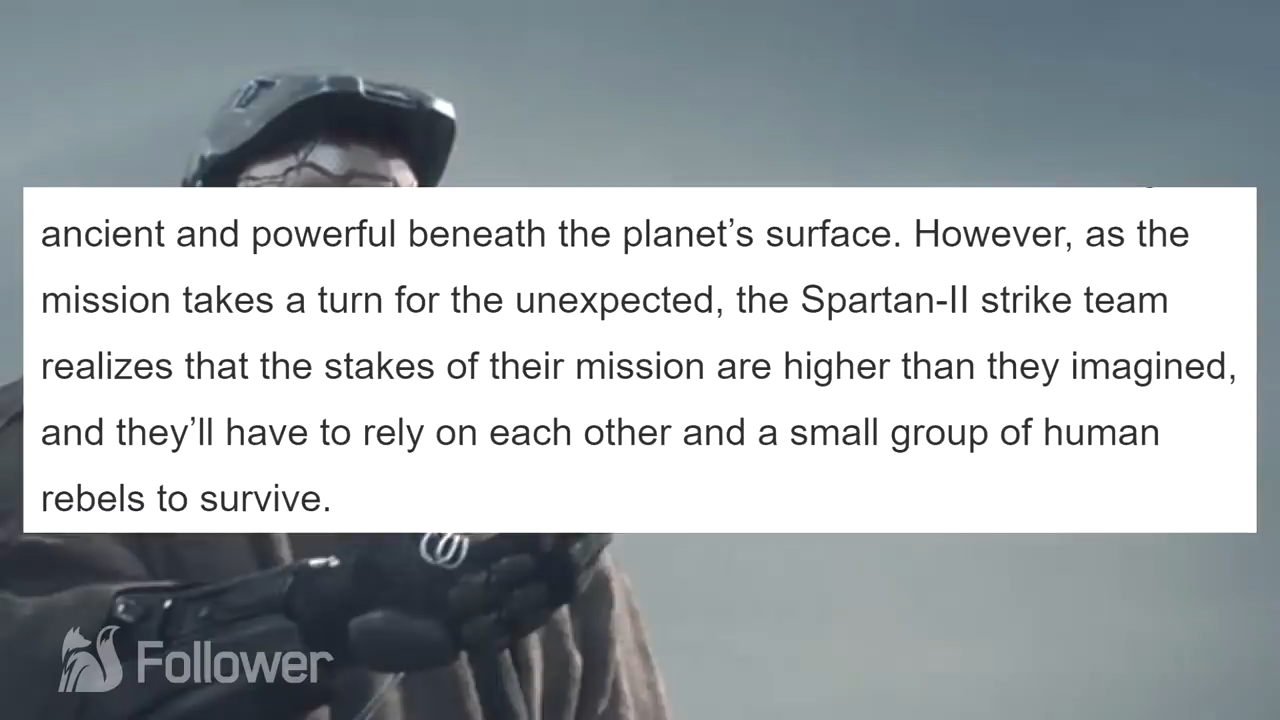 ancient and powerful beneath the planet’s surface. However, as the
mission takes a turn for the unexpected, the Spartan-II strike team
realizes that the stakes of their mission are higher than they imagined,
and they’ll have to rely on each other and a small group of human
rebels to survive.
Follower